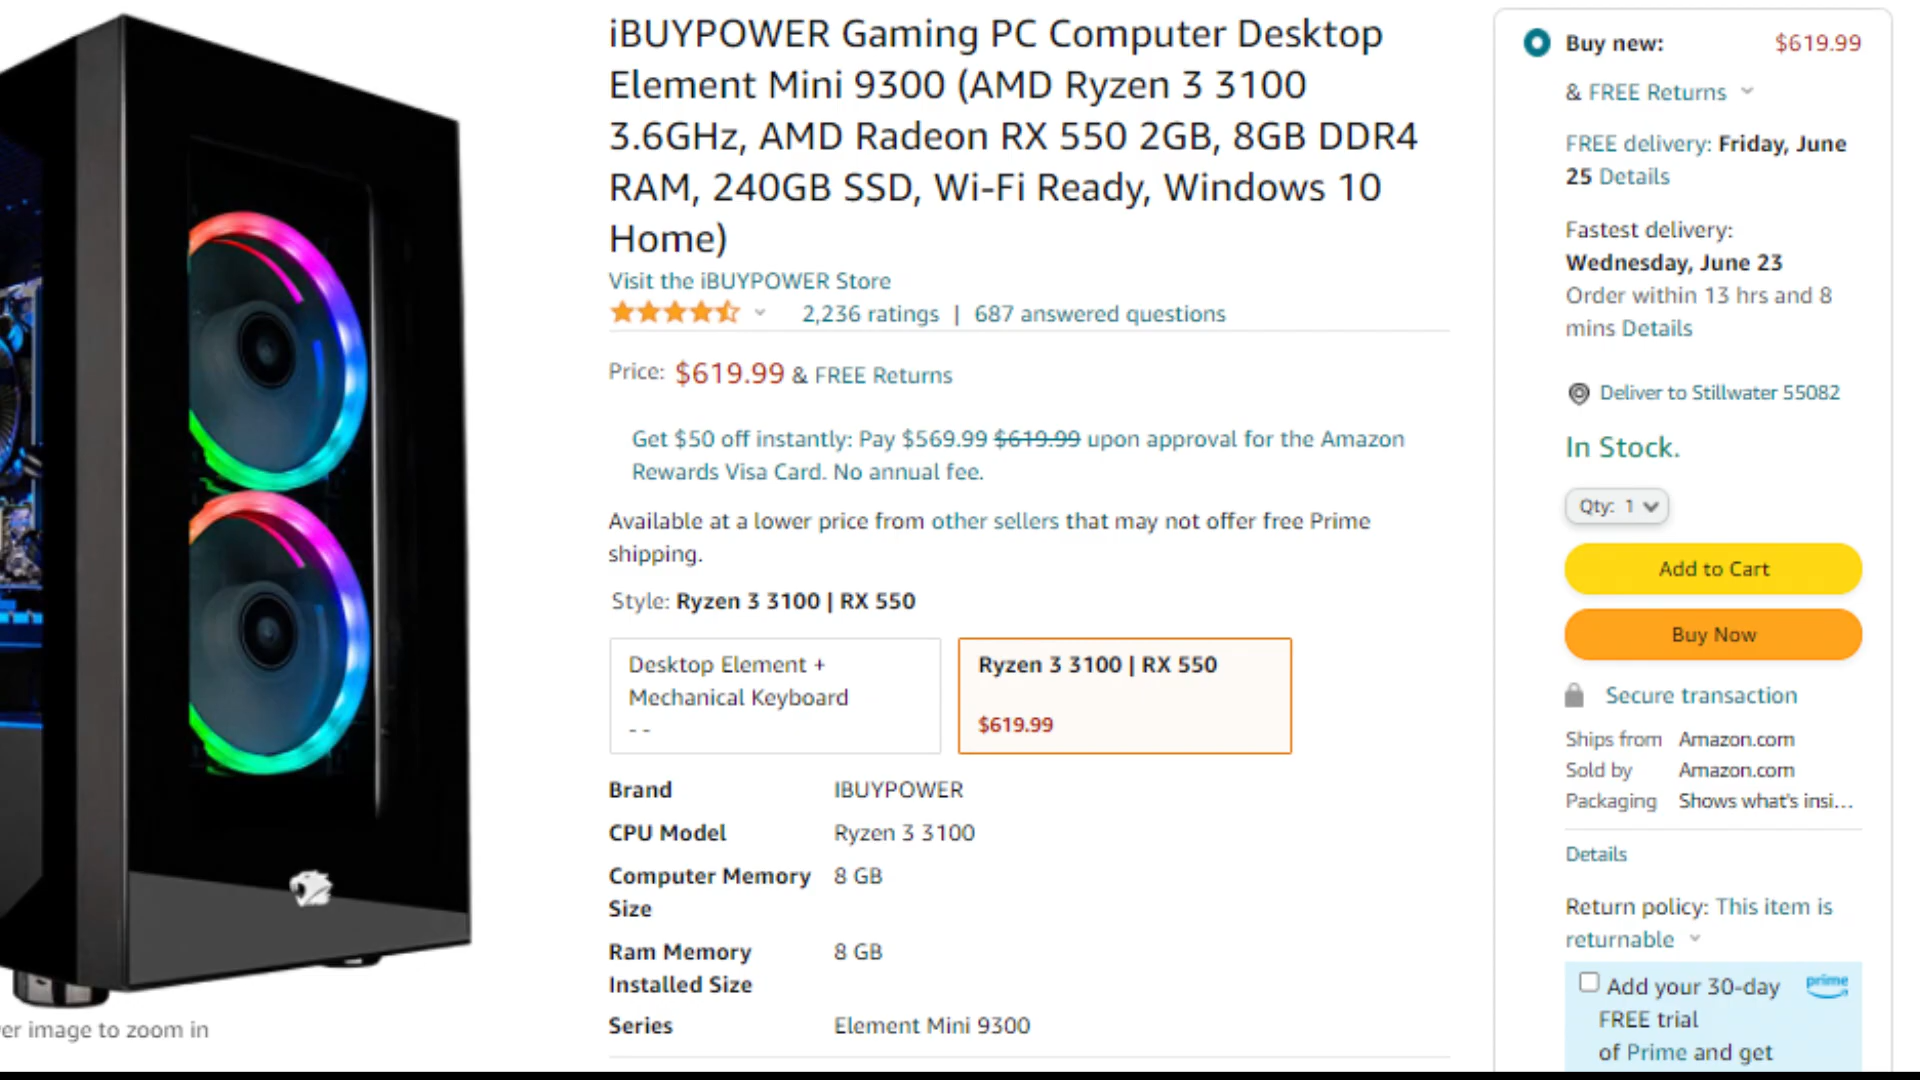 iBUYPOWER Gaming PC Computer Desktop
Element Mini 9300 (AMD Ryzen 3 3100
3.6GHz, AMD Radeon RX 550 2GB, 8GB DDR4
RAM, 240GB SSD, Wi-Fi Ready, Windows 10
Home)
Visit the iBUYPOWER Store
2,236 ratings | 687 answered questions
Price: $619.99 & FREE Returns
Get $50 off instantly: Pay $569.99 $619.99 upon approval for the Amazon
Rewards Visa Card. No annual fee.
Available at a lower price from other sellers that may not offer free Prime
shipping.
Style: Ryzen 3 3100 | RX 550
Desktop Element +
Mechanical Keyboard
- -
Ryzen 3 3100 | RX 550
$619.99
Brand IBUYPOWER
CPU Model Ryzen 3 3100
Computer Memory 8 GB
Size
Ram Memory 8 GB
Installed Size
Series Element Mini 9300
er image to zoom in
Buy new: $619.99
& FREE Returns
FREE delivery: Friday, June
25 Details
Fastest delivery:
Wednesday, June 23
Order within 13 hrs and 8
mins Details
Deliver to Stillwater 55082
In Stock.
Qty: 1
Add to Cart
Buy Now
Secure transaction
Ships from Amazon.com
Sold by Amazon.com
Packaging Shows what's insi...
Details
Return policy: This item is
returnable
Add your 30-day prime
FREE trial
of Prime and get